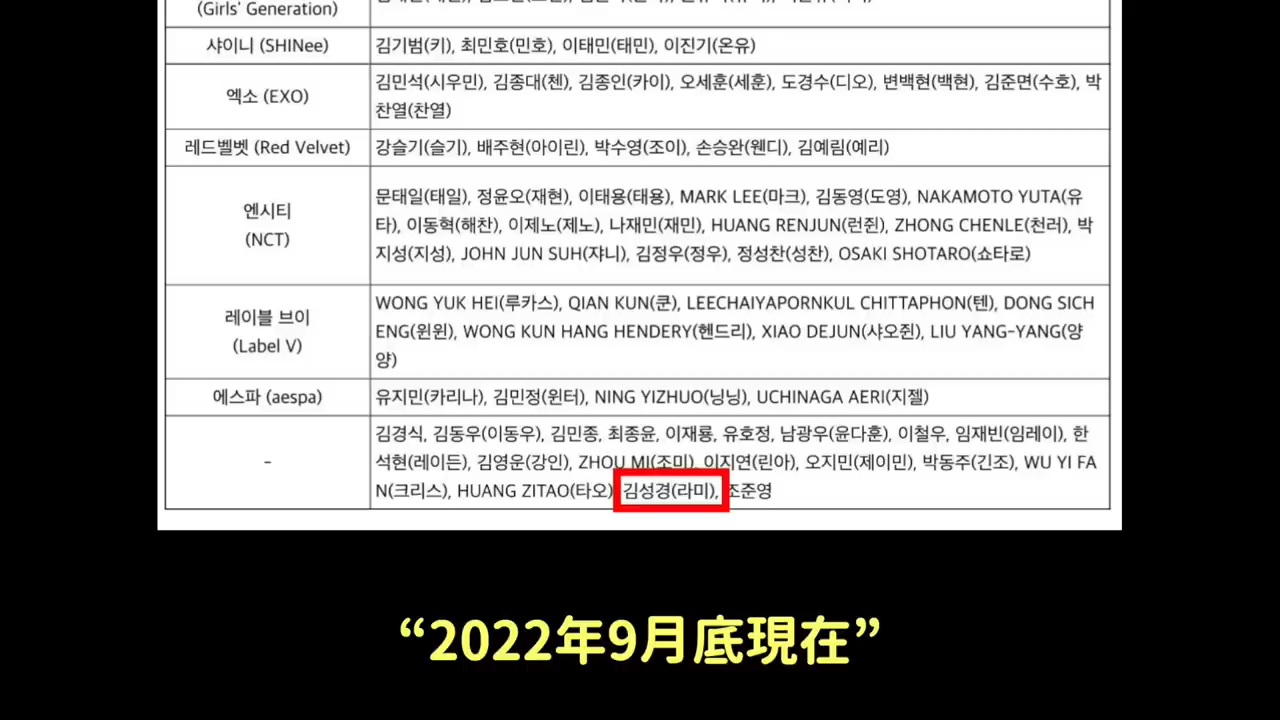 (Girls' Generation)
샤이니 (SHINee)
김기범(키), 최민호(민호), 이태민(태민), 이진기(온유)
엑소 (EXO)
김민석(시우민), 김종대(첸), 김종인(카이), 오세훈(세훈), 도경수(디오), 변백현(백현), 김준면(수호), 박
찬열(찬열)
레드벨벳 (Red Velvet)
강슬기(슬기), 배주현(아이린), 박수영(조이), 손승완(웬디), 김예림(예리)
엔시티
(NCT)
문태일(태일), 정윤오(재현), 이태용(태용), MARK LEE(마크), 김동영(도영), NAKAMOTO YUTA(유
타), 이동혁(해찬), 이제노(제노), 나재민(재민), HUANG RENJUN(런쥔), ZHONG CHENLE(천러), 박
지성(지성), JOHN JUN SUH(쟈니), 김정우(정우), 정성찬(성찬), OSAKI SHOTARO(쇼타로)
레이블 브이
(Label V)
WONG YUK HEI(루카스), QIAN KUN(쿤), LEECHAIYAPORNKUL CHITTAPHON(텐), DONG SICH
ENG(윈윈), WONG KUN HANG HENDERY(헨드리), XIAO DEJUN(샤오쥔), LIU YANG-YANG(양
양)
에스파 (aespa)
유지민(카리나), 김민정(윈터), NING YIZHUO(닝닝), UCHINAGA AERI(지젤)
-
김경식, 김동우(이동우), 김민종, 최종윤, 이재룡, 유호정, 남광우(윤다훈), 이철우, 임재빈(임레이), 한
석현(레이든), 김영운(강인), ZHOU MI(조미), 이지연(린아), 오지민(제이민), 박동주(긴조), WU YI FA
N(크리스), HUANG ZITAO(타오), 김성경(라미), 조준영
“2022年9月底現在”